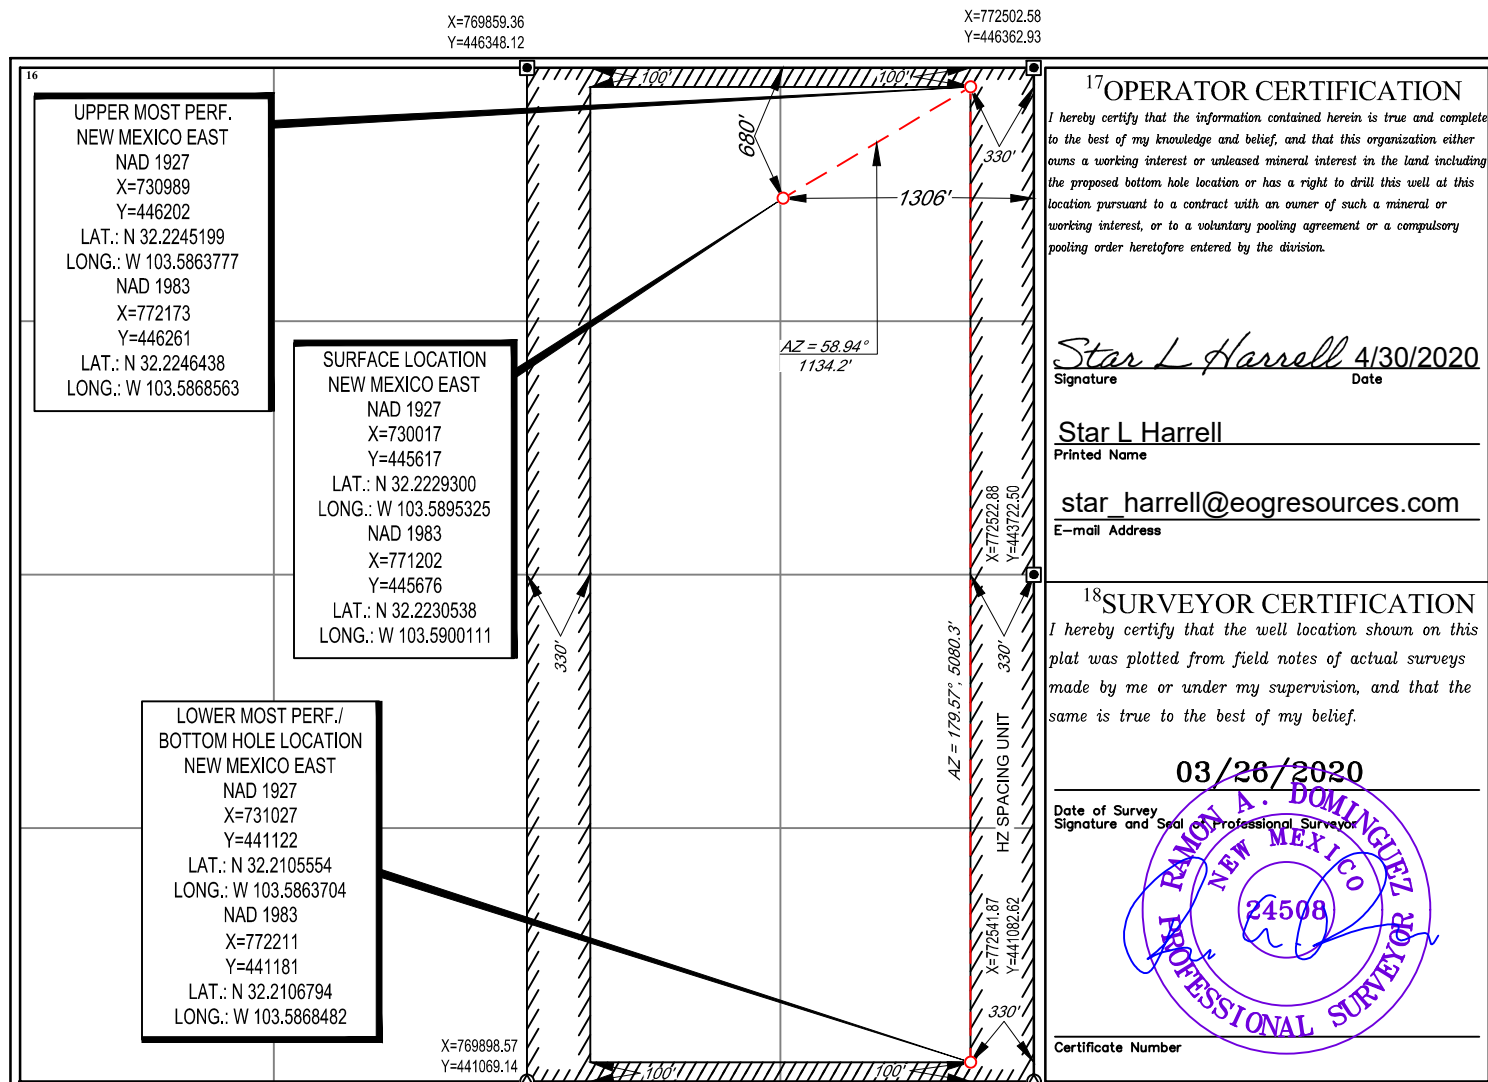 X=769859.36
Y=446348.12
X=772502.58
Y=446362.93
16
100'
100'
UPPER MOST PERF.
NEW MEXICO EAST
NAD 1927
X=730989
Y=446202
LAT.: N 32.2245199
LONG.: W 103.5863777
NAD 1983
X=772173
Y=446261
LAT.: N 32.2246438
LONG.: W 103.5868563
680'
330'
1306'
AZ = 58.94°
1134.2'
SURFACE LOCATION
NEW MEXICO EAST
NAD 1927
X=730017
Y=445617
LAT.: N 32.2229300
LONG.: W 103.5895325
NAD 1983
X=771202
Y=445676
LAT.: N 32.2230538
LONG.: W 103.5900111
X=772522.88
Y=443722.50
330'
330'
AZ = 179.57°, 5080.3'
HZ SPACING UNIT
LOWER MOST PERF./
BOTTOM HOLE LOCATION
NEW MEXICO EAST
NAD 1927
X=731027
Y=441122
LAT.: N 32.2105554
LONG.: W 103.5863704
NAD 1983
X=772211
Y=441181
LAT.: N 32.2106794
LONG.: W 103.5868482
X=772541.87
Y=441082.62
330'
X=769898.57
Y=441069.14
100'
100'
17OPERATOR CERTIFICATION
I hereby certify that the information contained herein is true and complete
to the best of my knowledge and belief, and that this organization either
owns a working interest or unleased mineral interest in the land including
the proposed bottom hole location or has a right to drill this well at this
location pursuant to a contract with an owner of such a mineral or
working interest, or to a voluntary pooling agreement or a compulsory
pooling order heretofore entered by the division.
Star L Harrell 4/30/2020
Signature Date
Star L Harrell
Printed Name
star_harrell@eogresources.com
E-mail Address
18SURVEYOR CERTIFICATION
I hereby certify that the well location shown on this
plat was plotted from field notes of actual surveys
made by me or under my supervision, and that the
same is true to the best of my belief.
03/26/2020
Date of Survey
Signature and Seal of Professional Surveyor
RAMON A. DOMINGUEZ
NEW MEXICO
24508
PROFESSIONAL SURVEYOR
Certificate Number